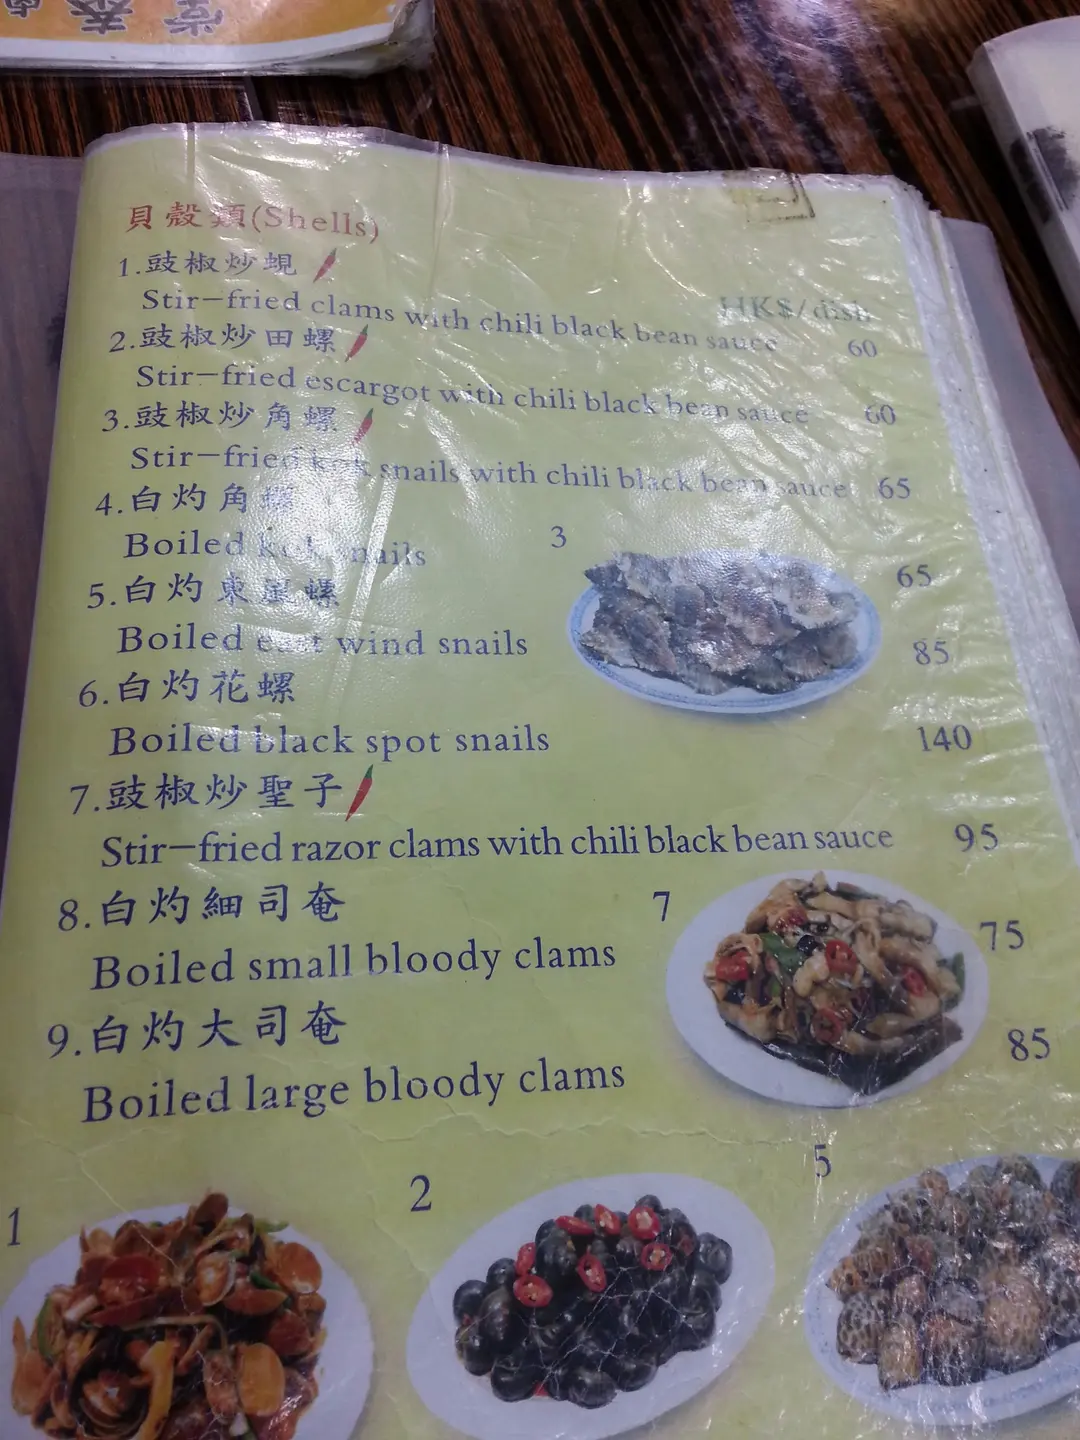 貝殼類(Shells)
1.豉椒炒蜆
HK$/dish
Stir-fried clams with chili black bean sauce 60
2.豉椒炒田螺
Stir-fried escargot with chili black bean sauce 60
3.豉椒炒角螺
Stir-fried kok snails with chili black bean sauce 65
4.白灼角螺
Boiled kok snails 65
3
5.白灼東風螺
Boiled east wind snails 85
6.白灼花螺
Boiled black spot snails 140
7.豉椒炒聖子
Stir-fried razor clams with chili black bean sauce 95
8.白灼細司奄
Boiled small bloody clams 75
7
9.白灼大司奄
Boiled large bloody clams 85
1
2
5